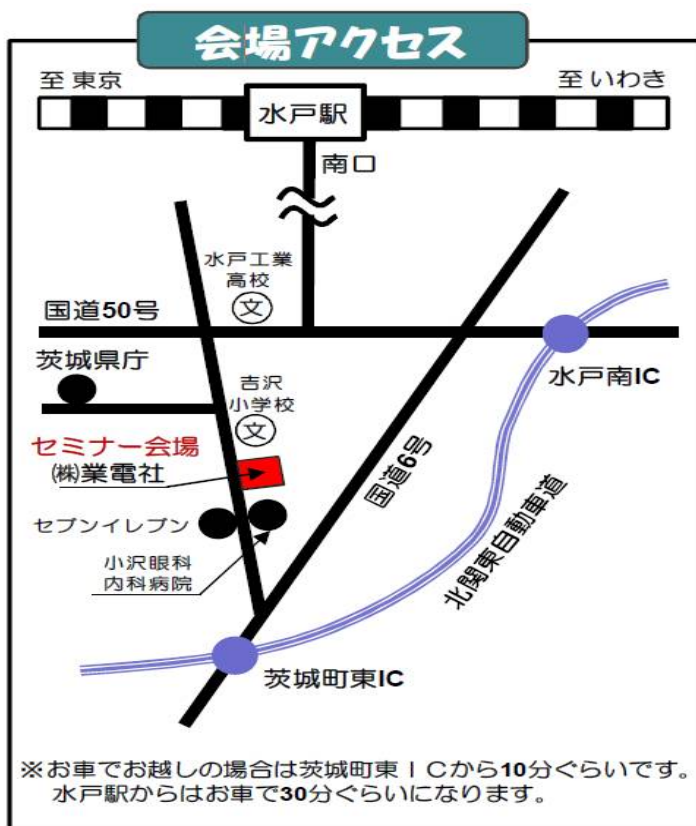 会場アクセス
至 東京
至 いわき
水戸駅
南口
水戸工業
高校
文
国道50号
茨城県庁
水戸南IC
吉沢
小学校
文
セミナー会場
㈱業電社
国道6号
セブンイレブン
北関東自動車道
小沢眼科
内科病院
茨城町東IC
※お車でお越しの場合は茨城町東ICから10分ぐらいです。
水戸駅からはお車で30分ぐらいになります。